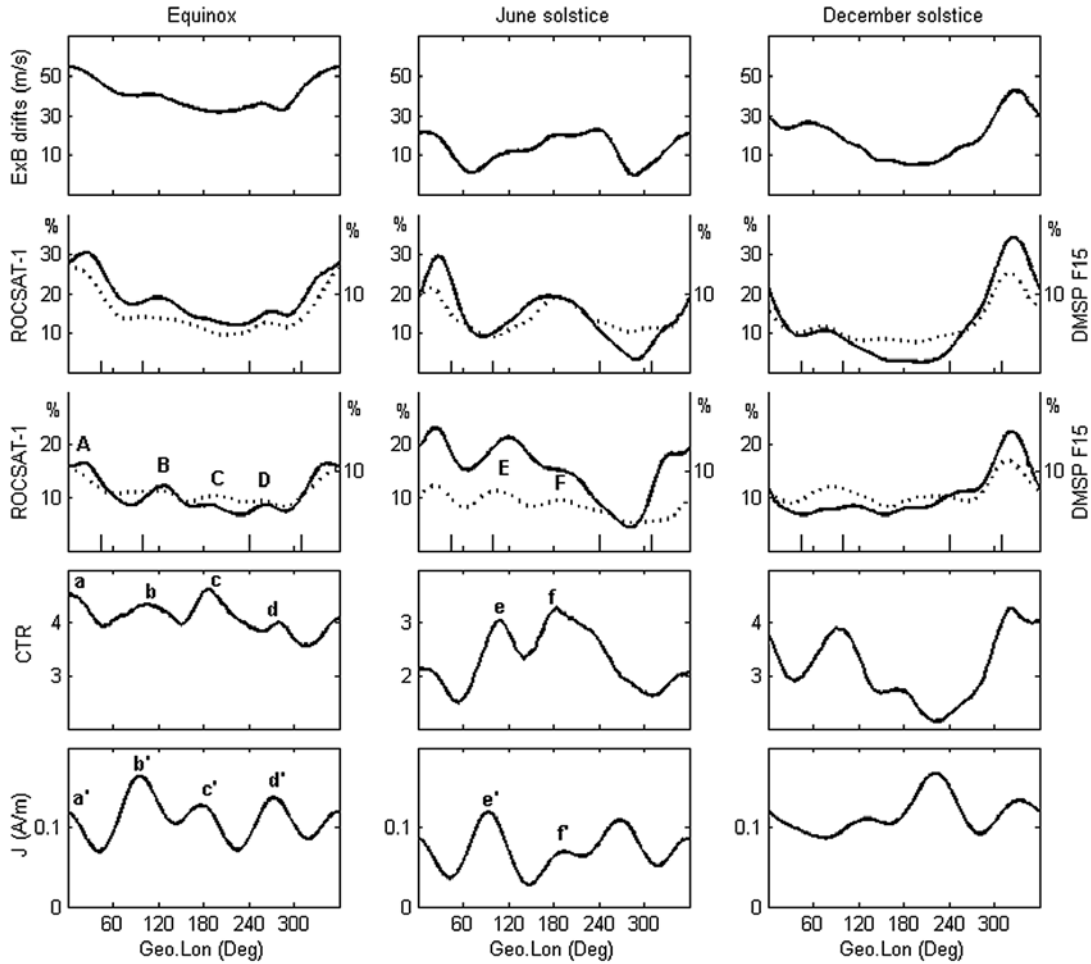 Equinox
June solstice
December solstice
ExB drifts (m/s)
50
30
10
50
30
10
50
30
10
ROCSAT-1
%
30
20
10
%
10
%
30
20
10
%
10
%
30
20
10
%
10
DMSP F15
ROCSAT-1
%
20
10
A
B
C
D
%
10
%
20
10
E
F
%
10
%
20
10
%
10
DMSP F15
CTR
4
3
a
b
c
d
3
2
e
f
4
3
J (A/m)
0.1
0
a'
b'
c'
d'
0.1
0
e'
f'
0.1
0
60 120 180 240 300
60 120 180 240 300
60 120 180 240 300
Geo.Lon (Deg)
Geo.Lon (Deg)
Geo.Lon (Deg)